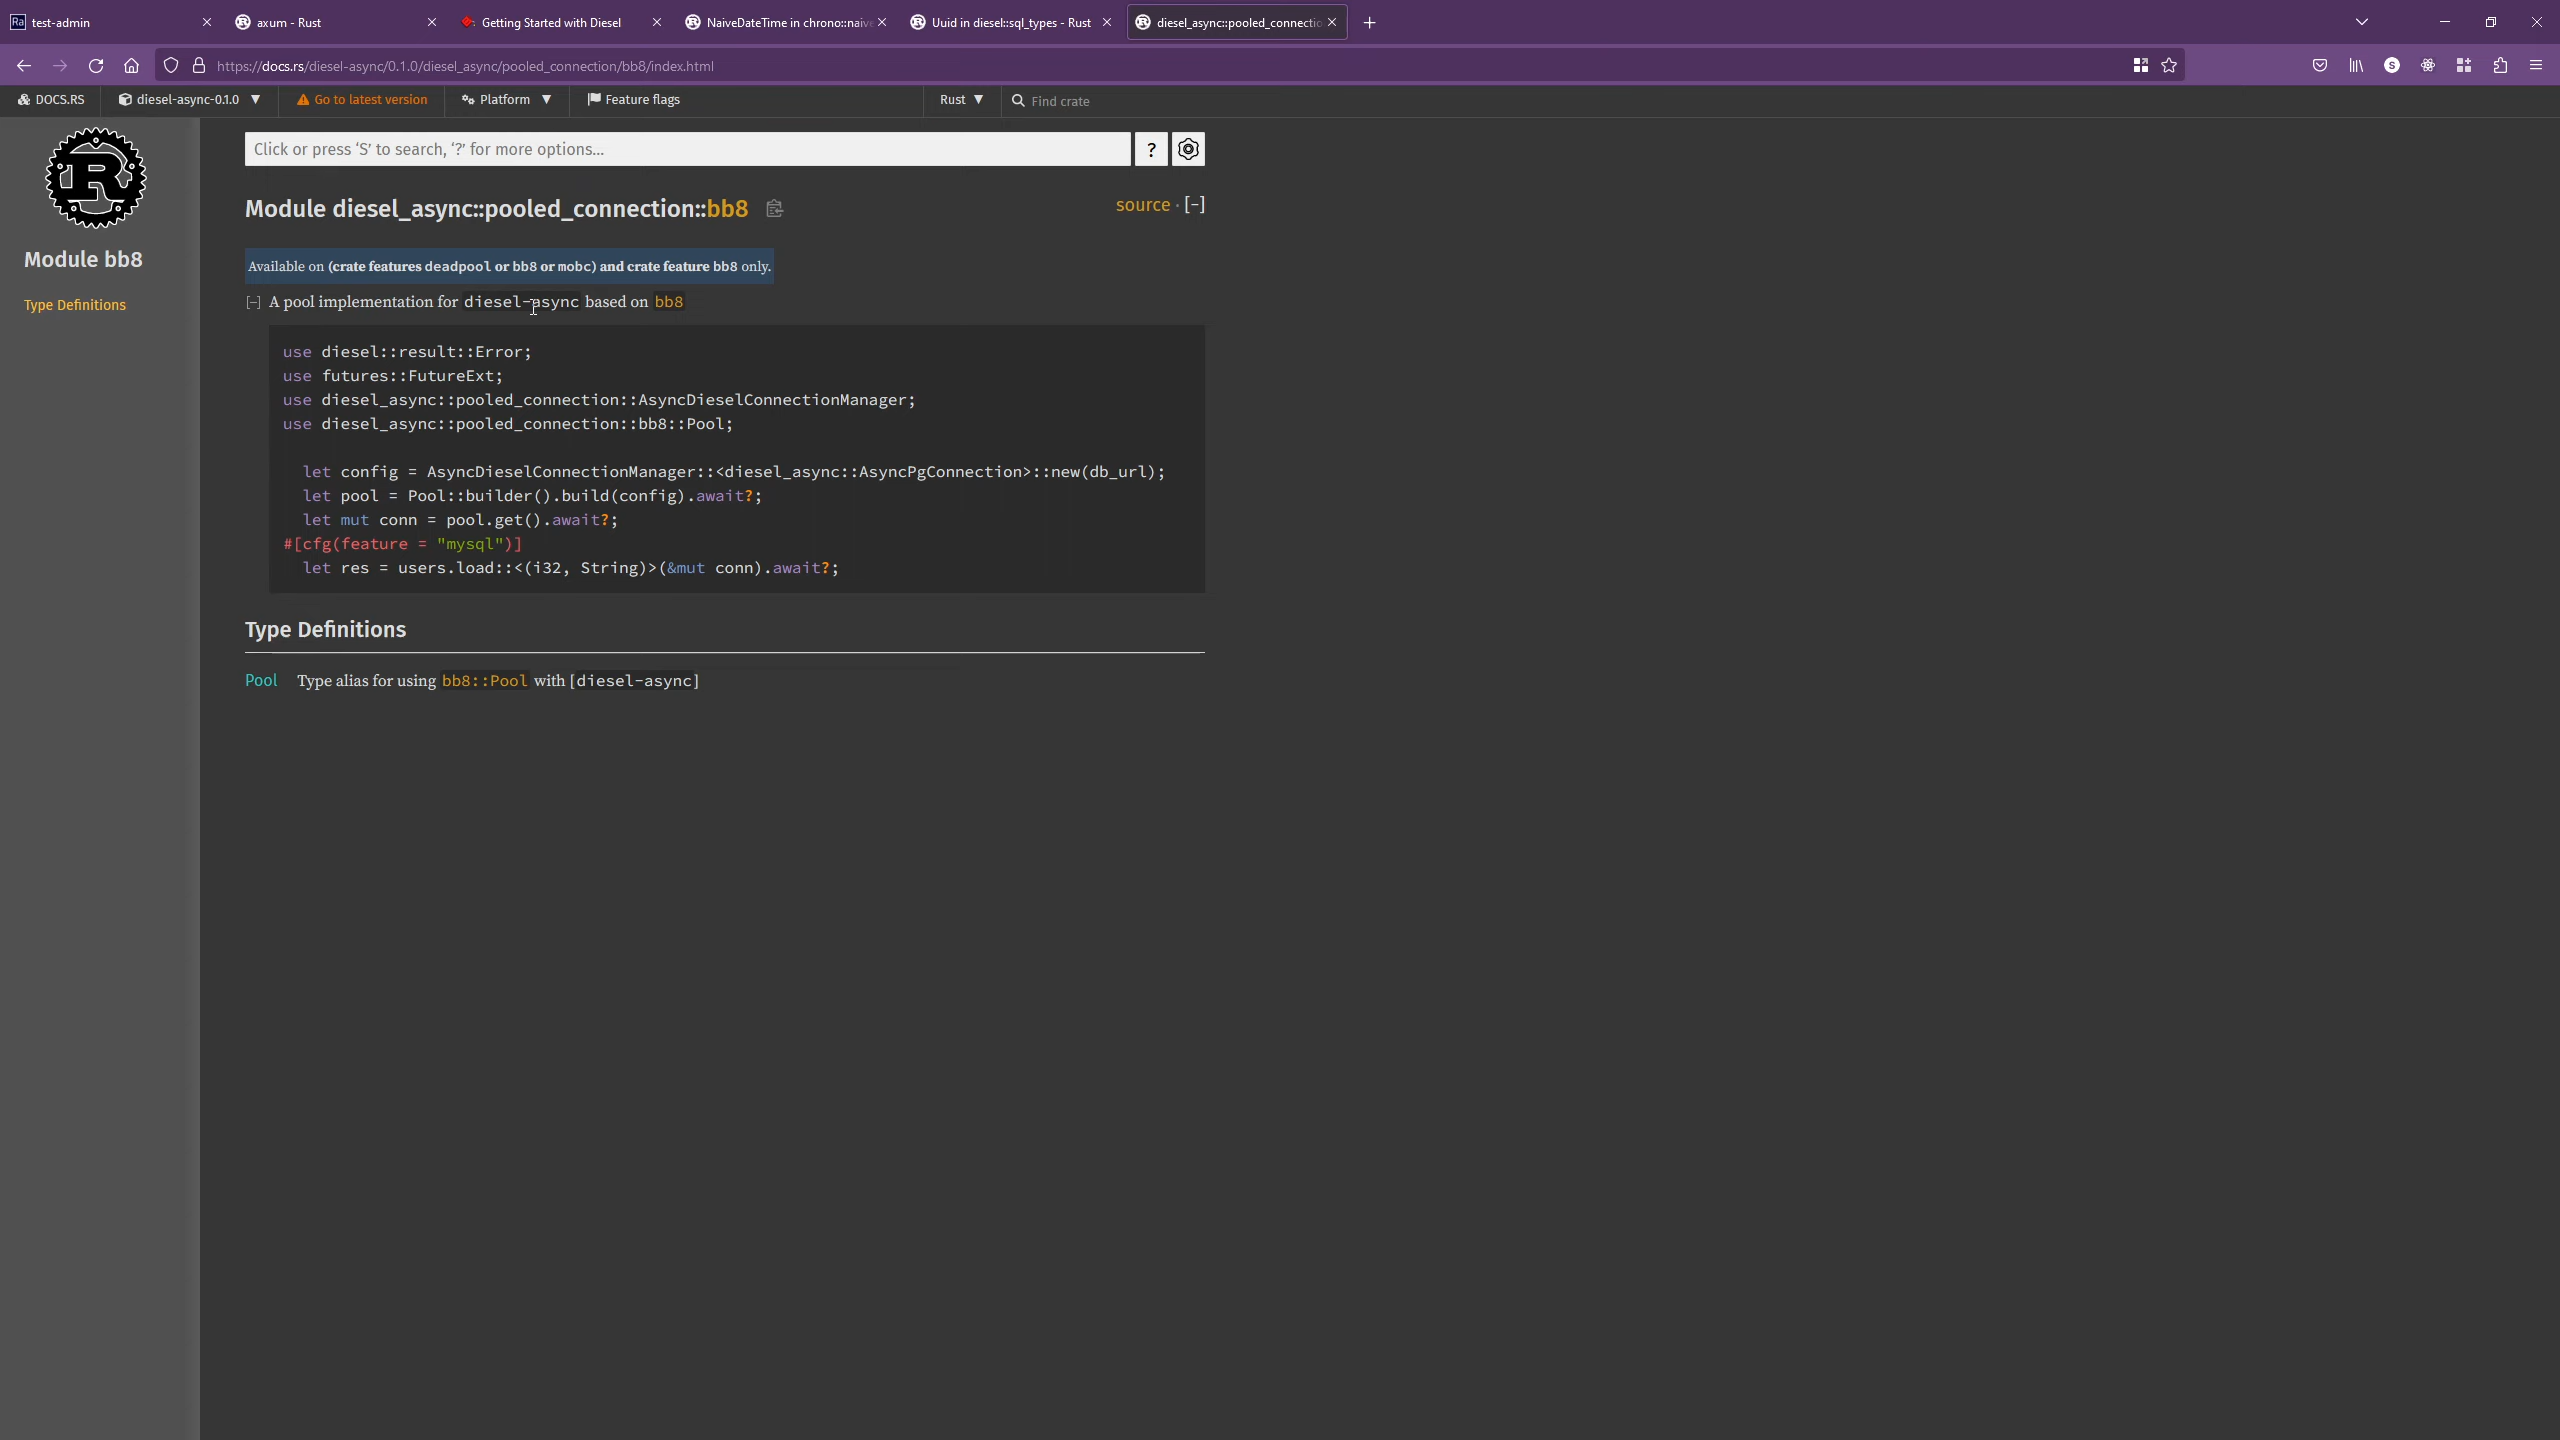 test-admin
axum - Rust
Getting Started with Diesel
NaiveDateTime in chrono::naive
Uuid in diesel::sql_types - Rust
diesel_async::pooled_connectio
https://docs.rs/diesel-async/0.1.0/diesel_async/pooled_connection/bb8/index.html
DOCS.RS
diesel-async-0.1.0
Go to latest version
Platform
Feature flags
Rust
Find crate
Click or press ‘S’ to search, ‘?’ for more options…
?
Module bb8
Type Definitions
Module diesel_async::pooled_connection::bb8
source · [-]
Available on (crate features deadpool or bb8 or mobc) and crate feature bb8 only.
[-] A pool implementation for diesel-async based on bb8
use diesel::result::Error;
use futures::FutureExt;
use diesel_async::pooled_connection::AsyncDieselConnectionManager;
use diesel_async::pooled_connection::bb8::Pool;
let config = AsyncDieselConnectionManager::<diesel_async::AsyncPgConnection>::new(db_url);
let pool = Pool::builder().build(config).await?;
let mut conn = pool.get().await?;
#[cfg(feature = "mysql")]
let res = users.load::<(i32, String)>(&mut conn).await?;
Type Definitions
Pool Type alias for using bb8::Pool with [diesel-async]